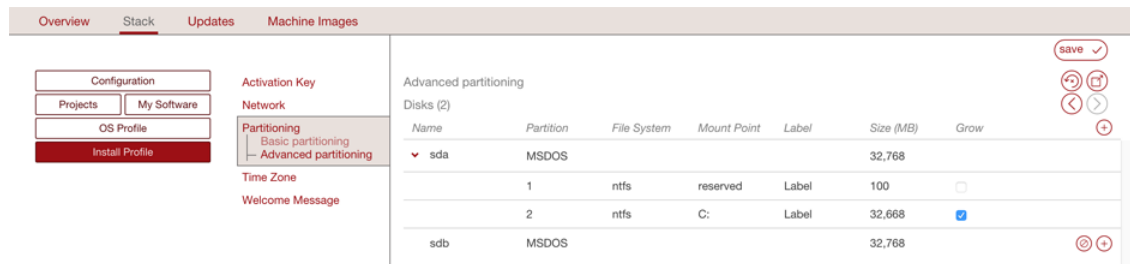 Overview Stack Updates Machine Images
save
Configuration
Projects My Software
OS Profile
Install Profile
Activation Key
Network
Partitioning
Basic partitioning
Advanced partitioning
Time Zone
Welcome Message
Advanced partitioning
Disks (2)
Name Partition File System Mount Point Label Size (MB) Grow
sda MSDOS 32,768
1 ntfs reserved Label 100
2 ntfs C: Label 32,668
sdb MSDOS 32,768